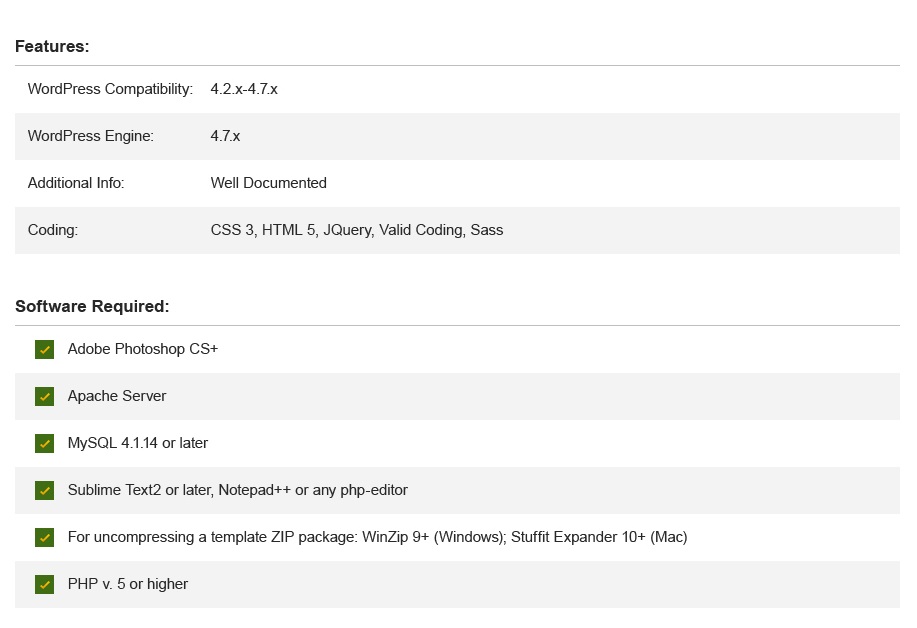 Features:
WordPress Compatibility: 4.2.x-4.7.x
WordPress Engine: 4.7.x
Additional Info: Well Documented
Coding: CSS 3, HTML 5, JQuery, Valid Coding, Sass
Software Required:
Adobe Photoshop CS+
Apache Server
MySQL 4.1.14 or later
Sublime Text2 or later, Notepad++ or any php-editor
For uncompressing a template ZIP package: WinZip 9+ (Windows); Stuffit Expander 10+ (Mac)
PHP v. 5 or higher